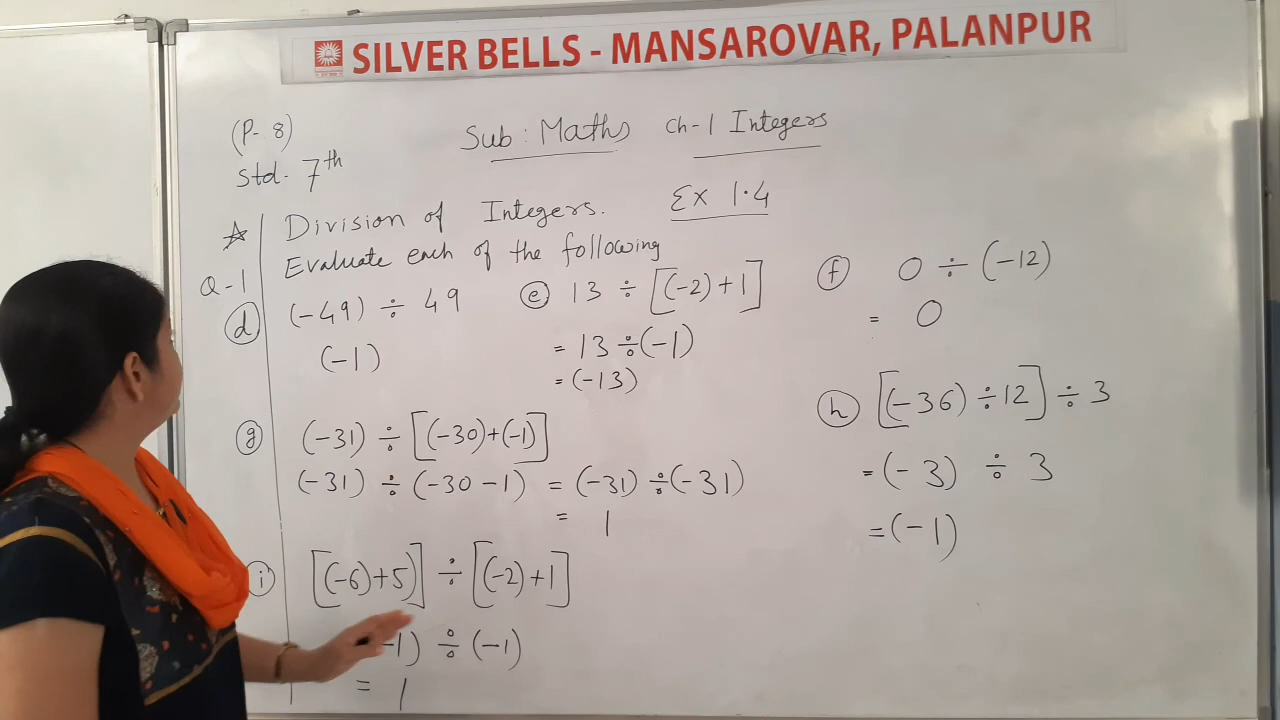 SILVER BELLS - MANSAROVAR, PALANPUR
(P- 8)
Sub : Maths Ch-1 Integers
Std. 7th
☆ Division of Integers. Ex 1.4
Q-1 Evaluate each of the following
d (-49) ÷ 49
(-1)
e 13 ÷ [(-2)+1]
= 13 ÷ (-1)
= (-13)
f 0 ÷ (-12)
= 0
g (-31) ÷ [(-30)+(-1)]
(-31) ÷ (-30 - 1) = (-31) ÷ (-31)
= 1
h [(-36) ÷ 12] ÷ 3
= (-3) ÷ 3
= (-1)
i [(-6)+5)] ÷ [(-2)+1]
-1) ÷ (-1)
= 1